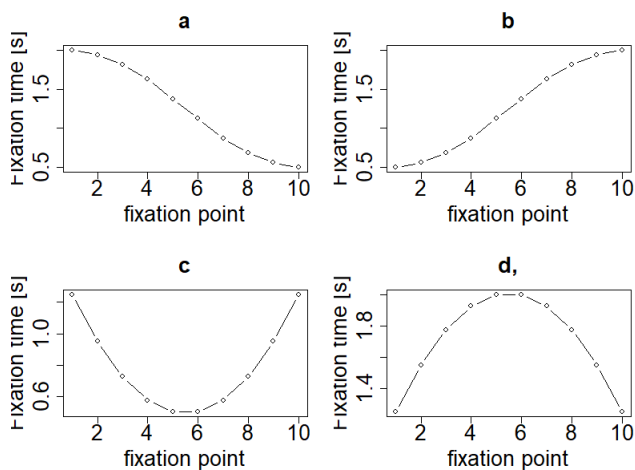 a
Fixation time [s]
0.5
1.5
2 4 6 8 10
fixation point
b
Fixation time [s]
0.5
1.5
2 4 6 8 10
fixation point
c
Fixation time [s]
0.6
1.0
2 4 6 8 10
fixation point
d,
Fixation time [s]
1.4
1.8
2 4 6 8 10
fixation point